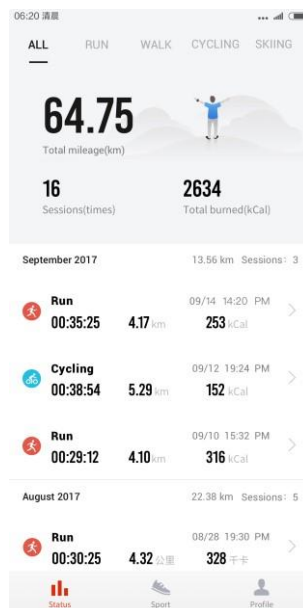 06:20 清晨
ALL RUN WALK CYCLING SKIING
64.75
Total mileage(km)
16 2634
Sessions(times) Total burned(kCal)
September 2017 13.56 km Sessions: 3
Run 09/14 14:20 PM
00:35:25 4.17 km 253 kCal
Cycling 09/12 19:24 PM
00:38:54 5.29 km 152 kCal
Run 09/10 15:32 PM
00:29:12 4.10 km 316 kCal
August 2017 22.38 km Sessions: 5
Run 08/28 19:30 PM
00:30:25 4.32 公里 328 千卡
Status Sport Profile